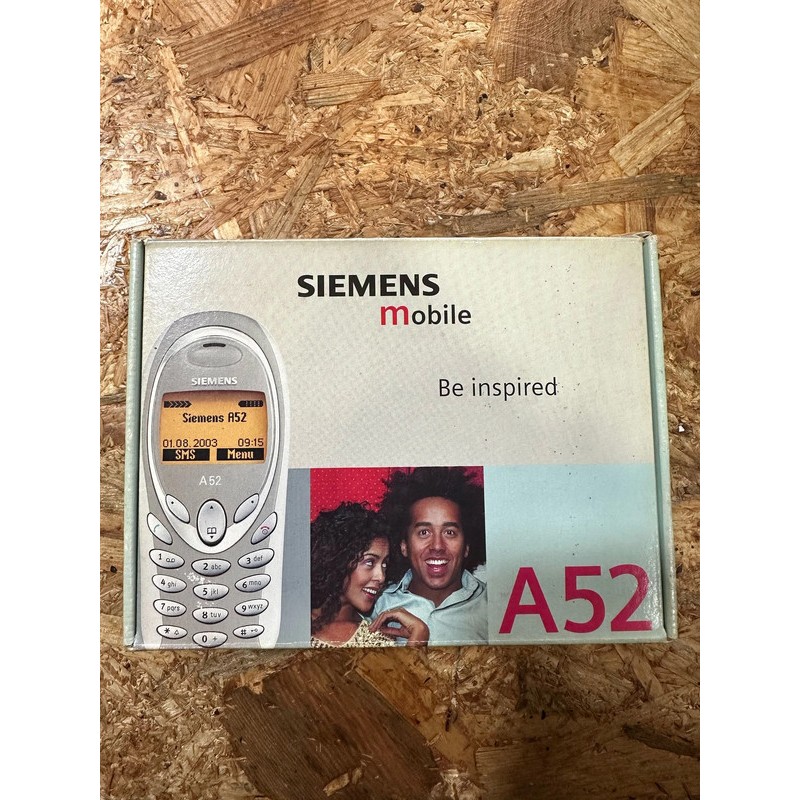 SIEMENS
mobile
Be inspired
SIEMENS
Siemens A52
01.08.2003 09:15
SMS Menu
A52
1
2 abc
3 def
4 ghi
5 jkl
6 mno
7 pqrs
8 tuv
9 wxyz
*
0 +
#
A52